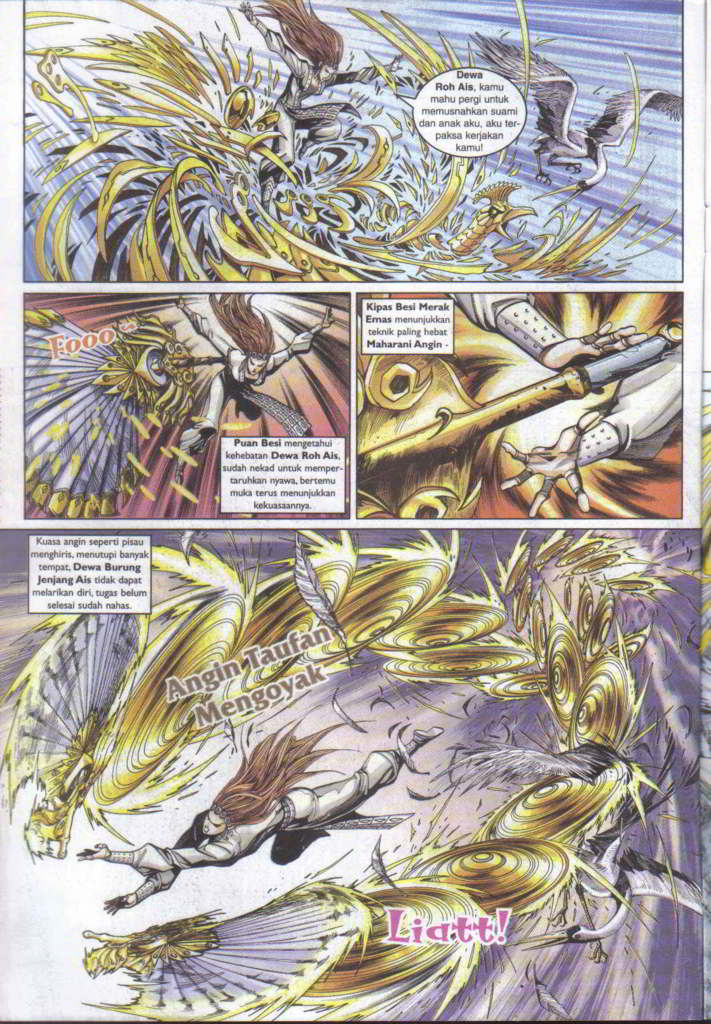 Dewa
Roh Ais, kamu
mahu pergi untuk
memusnahkan suami
dan anak aku, aku ter-
paksa kerjakan
kamu!
Fooo
Puan Besi mengetahui
kehebatan Dewa Roh Ais,
sudah nekad untuk memper-
taruhkan nyawa, bertemu
muka terus menunjukkan
kekuasaannya.
Kipas Besi Merak
Emas menunjukkan
teknik paling hebat
Maharani Angin -
Kuasa angin seperti pisau
menghiris, menutupi banyak
tempat, Dewa Burung
Jenjang Ais tidak dapat
melarikan diri, tugas belum
selesai sudah nahas.
Angin Taufan
Mengoyak
Liatt!